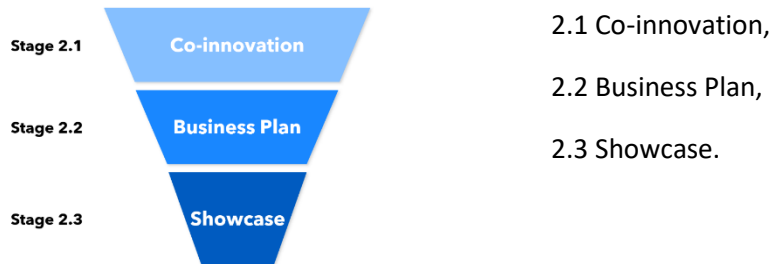 Stage 2.1
Co-innovation
Stage 2.2
Business Plan
Stage 2.3
Showcase
2.1 Co-innovation,
2.2 Business Plan,
2.3 Showcase.